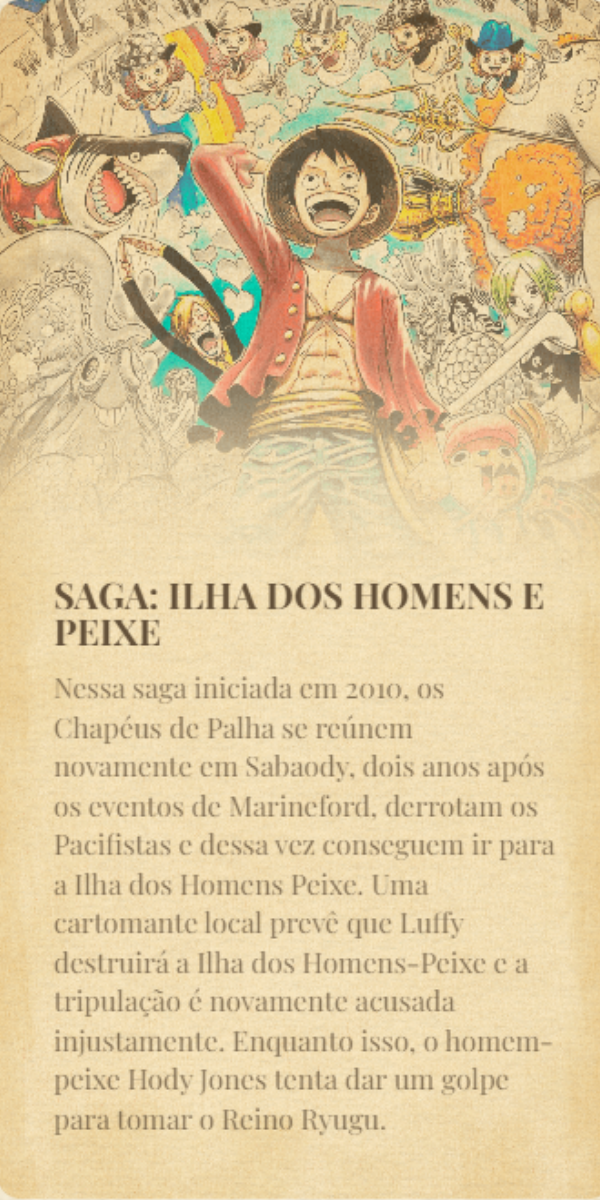 SAGA: ILHA DOS HOMENS E
PEIXE
Nessa saga iniciada em 2010, os
Chapéus de Palha se reúnem
novamente em Sabaody, dois anos após
os eventos de Marineford, derrotam os
Pacifistas e dessa vez conseguem ir para
a Ilha dos Homens Peixe. Uma
cartomante local prevê que Luffy
destruirá a Ilha dos Homens-Peixe e a
tripulação é novamente acusada
injustamente. Enquanto isso, o homem-
peixe Hody Jones tenta dar um golpe
para tomar o Reino Ryugu.